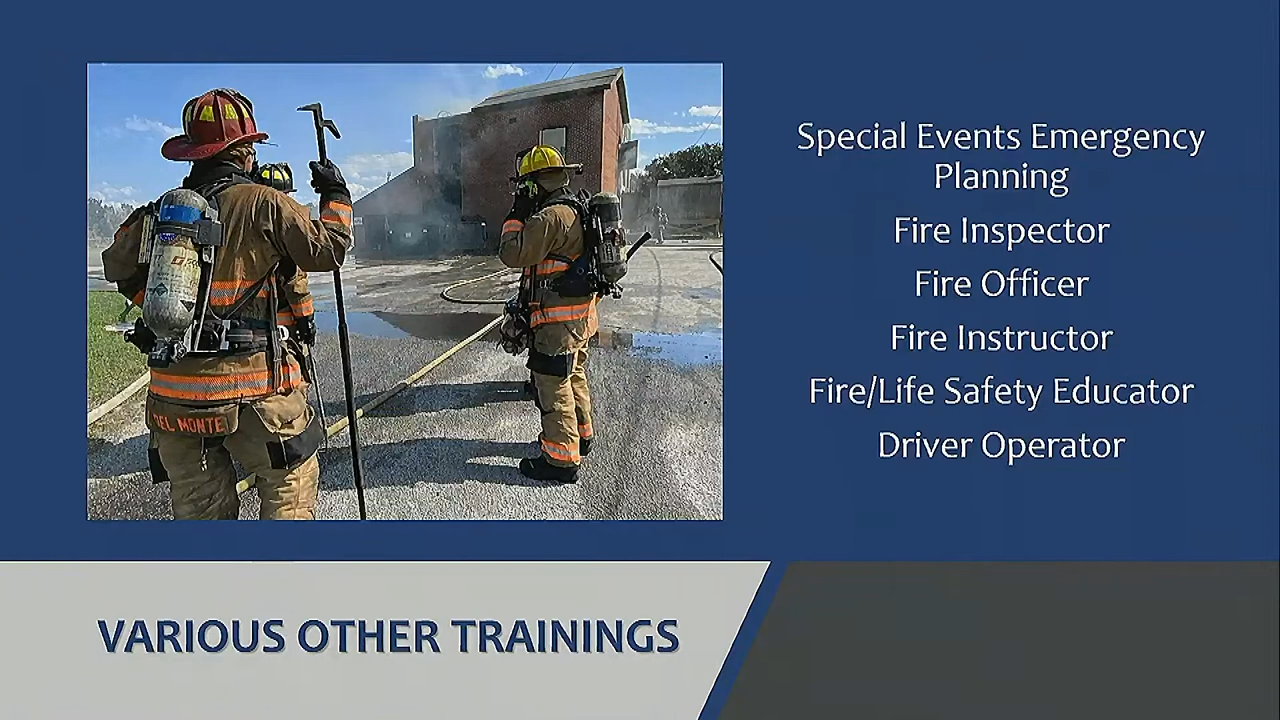 Special Events Emergency
Planning
Fire Inspector
Fire Officer
Fire Instructor
Fire/Life Safety Educator
Driver Operator
DEL MONTE
VARIOUS OTHER TRAININGS